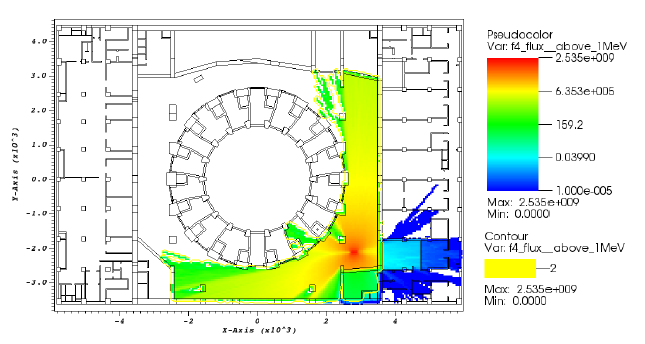 Pseudocolor
Var: f4_flux__above_1MeV
2.535e+009
6.353e+005
159.2
0.03990
1.000e-005
Max: 2.535e+009
Min: 0.0000
Contour
Var: f4_flux__above_1MeV
2
Max: 2.535e+009
Min: 0.0000
Y-Axis (x10^3)
4.0
3.0
2.0
1.0
0.0
-1.0
-2.0
-3.0
-4 -2 0 2 4
X-Axis (x10^3)